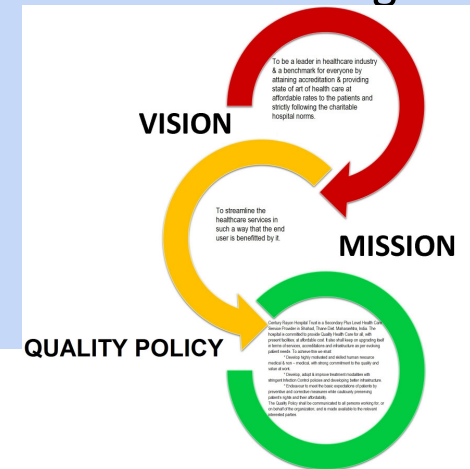 To be a leader in healthcare industry
& a benchmark for everyone by
attaining accreditation & providing
state of art of health care at
affordable rates to the patients and
strictly following the charitable
hospital norms.
VISION
To streamline the
healthcare services in
such a way that the end
user is benefitted by it.
MISSION
QUALITY POLICY
Century Rayon Hospital Trust is a Secondary Plus Level Health Care
Service Provider in Shahad, Thane Dist. Maharashtra, India. The
hospital is committed to provide Quality Health Care for all, with
present facilities, at affordable cost. It also shall keep on upgrading itself
in terms of services, accreditations and infrastructure as per evolving
patient needs. To achieve this we shall:
* Develop highly motivated and skilled human resource
medical & non – medical, with strong commitment to the quality and
value at work.
* Develop, adopt & improve treatment modalities with
stringent Infection Control policies and developing better infrastructure.
* Endeavour to meet the basic expectations of patients by
preventive and corrective measures while cautiously preserving
patient's rights and their affordability.
The Quality Policy shall be communicated to all persons working for, or
on behalf of the organization, and is made available to the relevant
interested parties